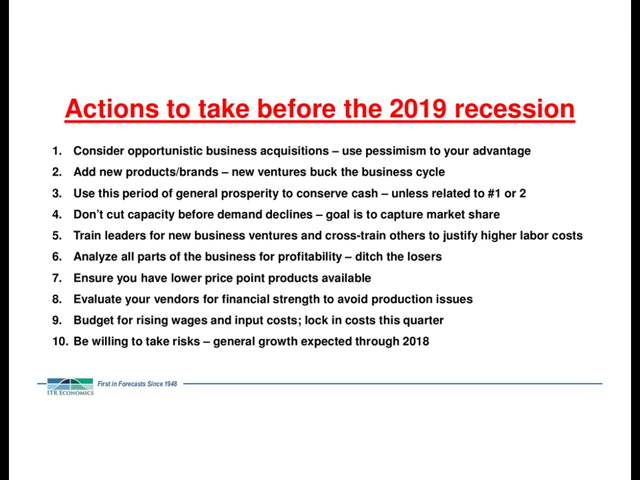 Actions to take before the 2019 recession
1. Consider opportunistic business acquisitions – use pessimism to your advantage
2. Add new products/brands – new ventures buck the business cycle
3. Use this period of general prosperity to conserve cash – unless related to #1 or 2
4. Don't cut capacity before demand declines – goal is to capture market share
5. Train leaders for new business ventures and cross-train others to justify higher labor costs
6. Analyze all parts of the business for profitability – ditch the losers
7. Ensure you have lower price point products available
8. Evaluate your vendors for financial strength to avoid production issues
9. Budget for rising wages and input costs; lock in costs this quarter
10. Be willing to take risks – general growth expected through 2018
First in Forecasts Since 1948
ITR ECONOMICS